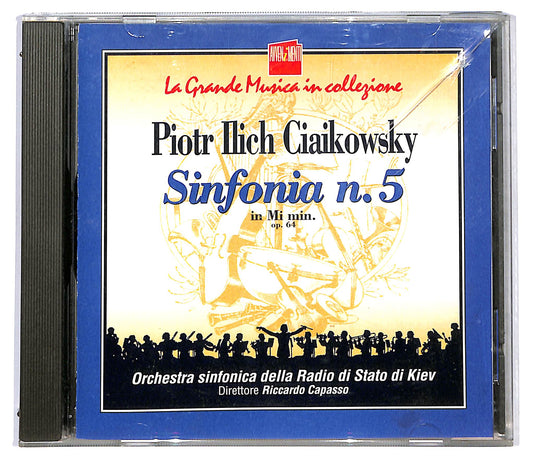 AVVENIMENTI
La Grande Musica in collezione
Piotr Ilich Ciaikowsky
Sinfonia n. 5
in Mi min.
op. 64
Orchestra sinfonica della Radio di Stato di Kiev
Direttore Riccardo Capasso